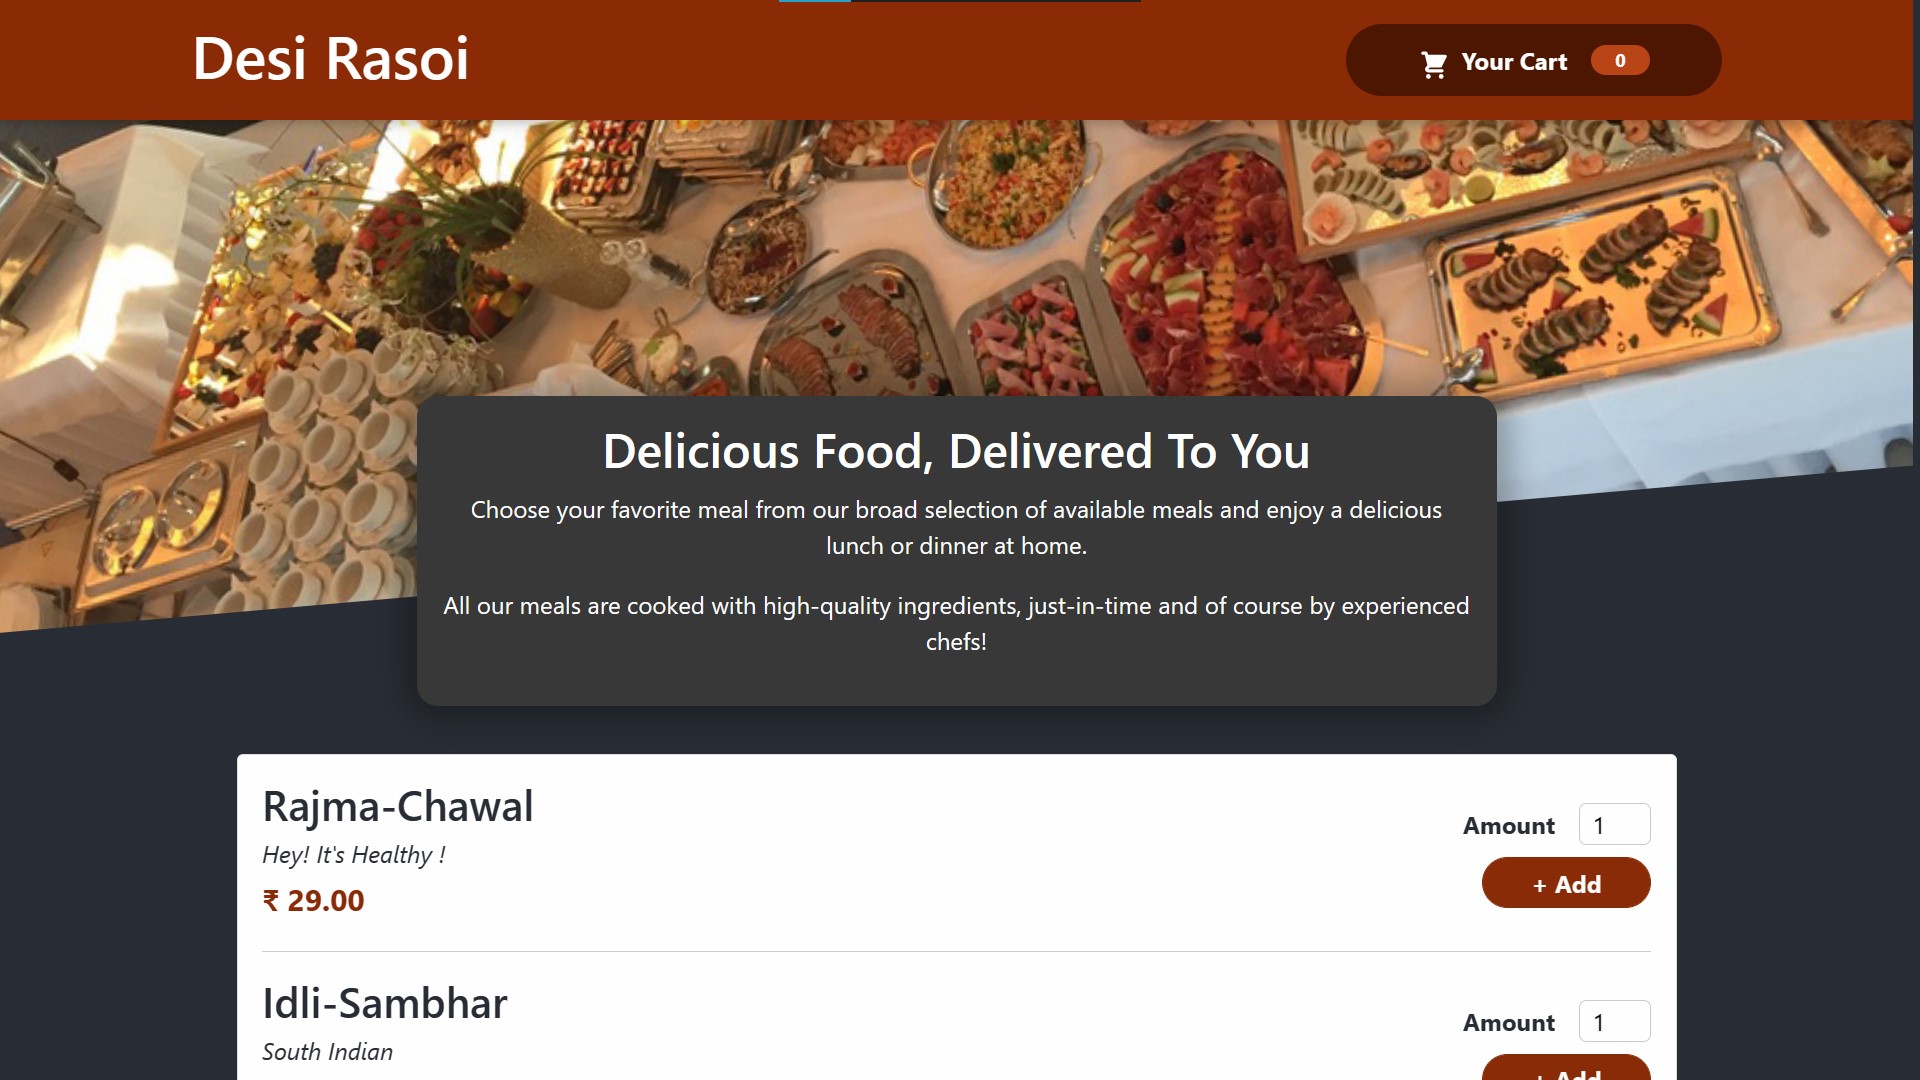 Desi Rasoi
Your Cart 0
Delicious Food, Delivered To You
Choose your favorite meal from our broad selection of available meals and enjoy a delicious
lunch or dinner at home.
All our meals are cooked with high-quality ingredients, just-in-time and of course by experienced
chefs!
Rajma-Chawal
Hey! It's Healthy !
₹ 29.00
Amount 1
+ Add
Idli-Sambhar
South Indian
Amount 1
+ Add